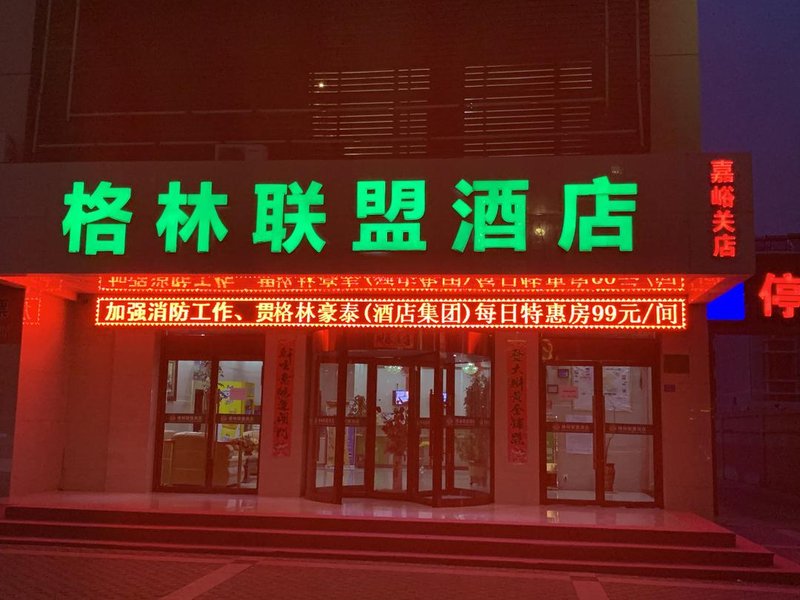 格林联盟酒店
嘉峪关店
加强消防工作、贯格林豪泰(酒店集团)每日特惠房99元/间
停